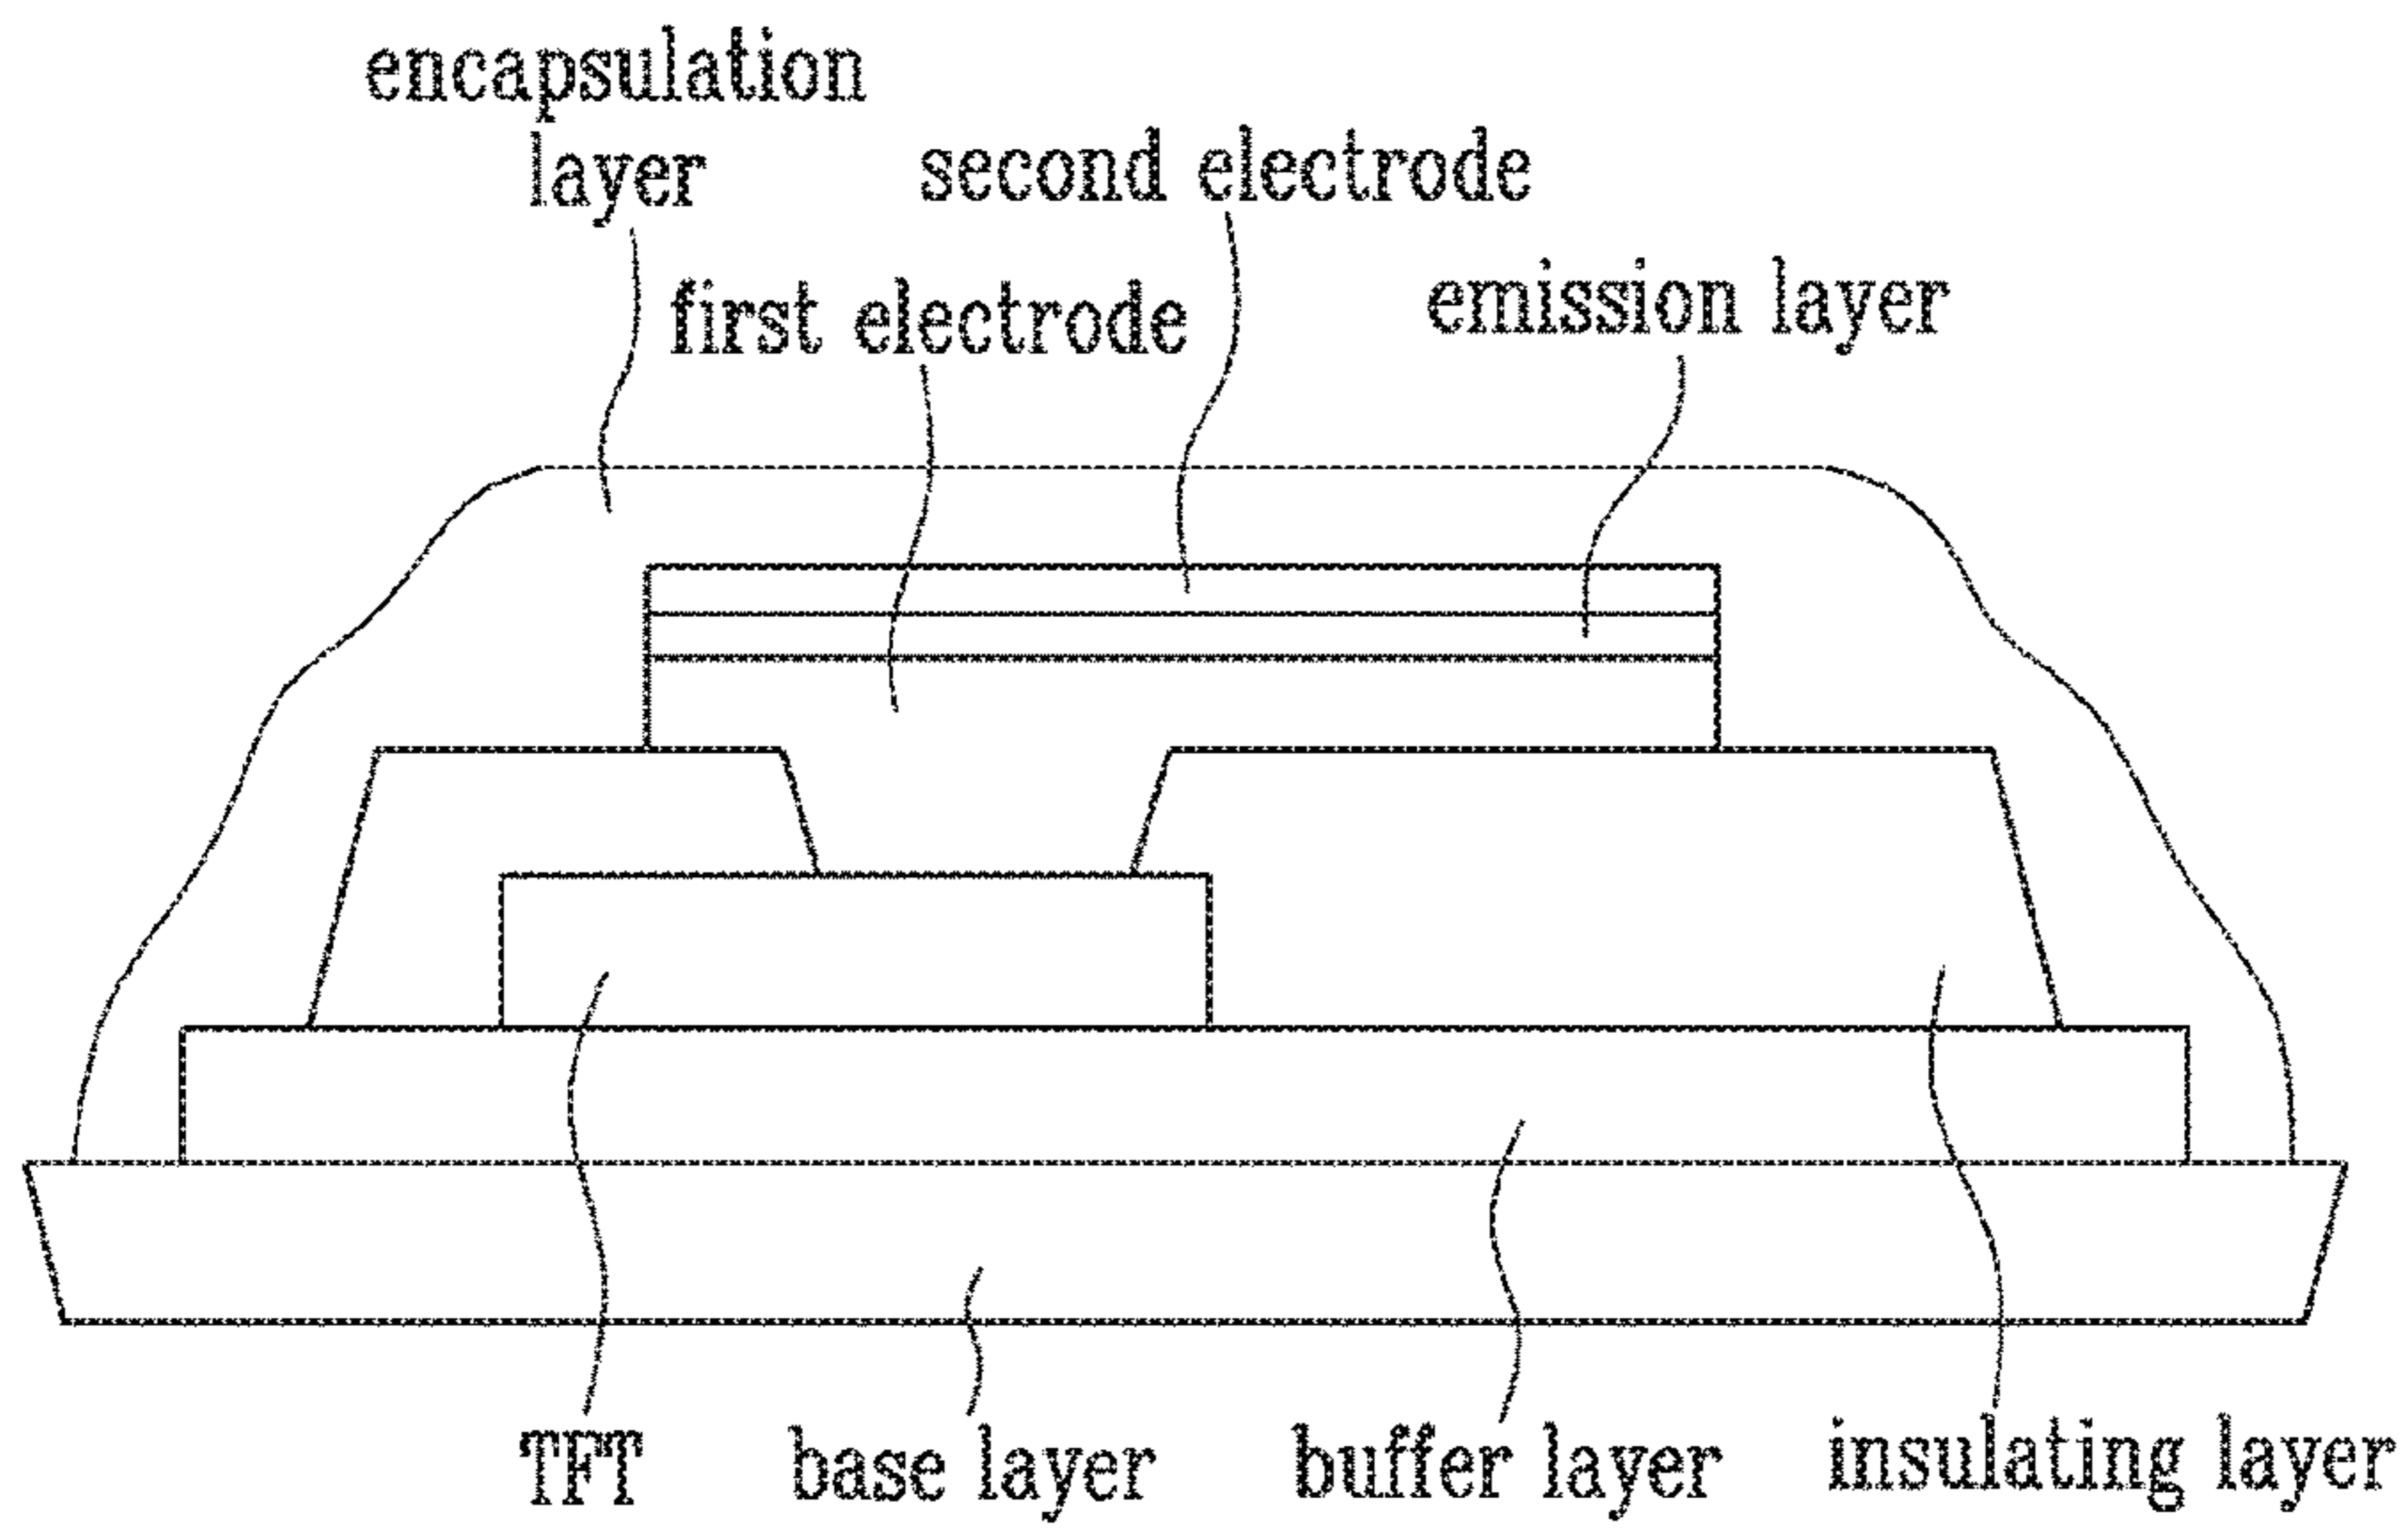 encapsulation
layer
second electrode
first electrode
emission layer
TFT
base layer
buffer layer
insulating layer